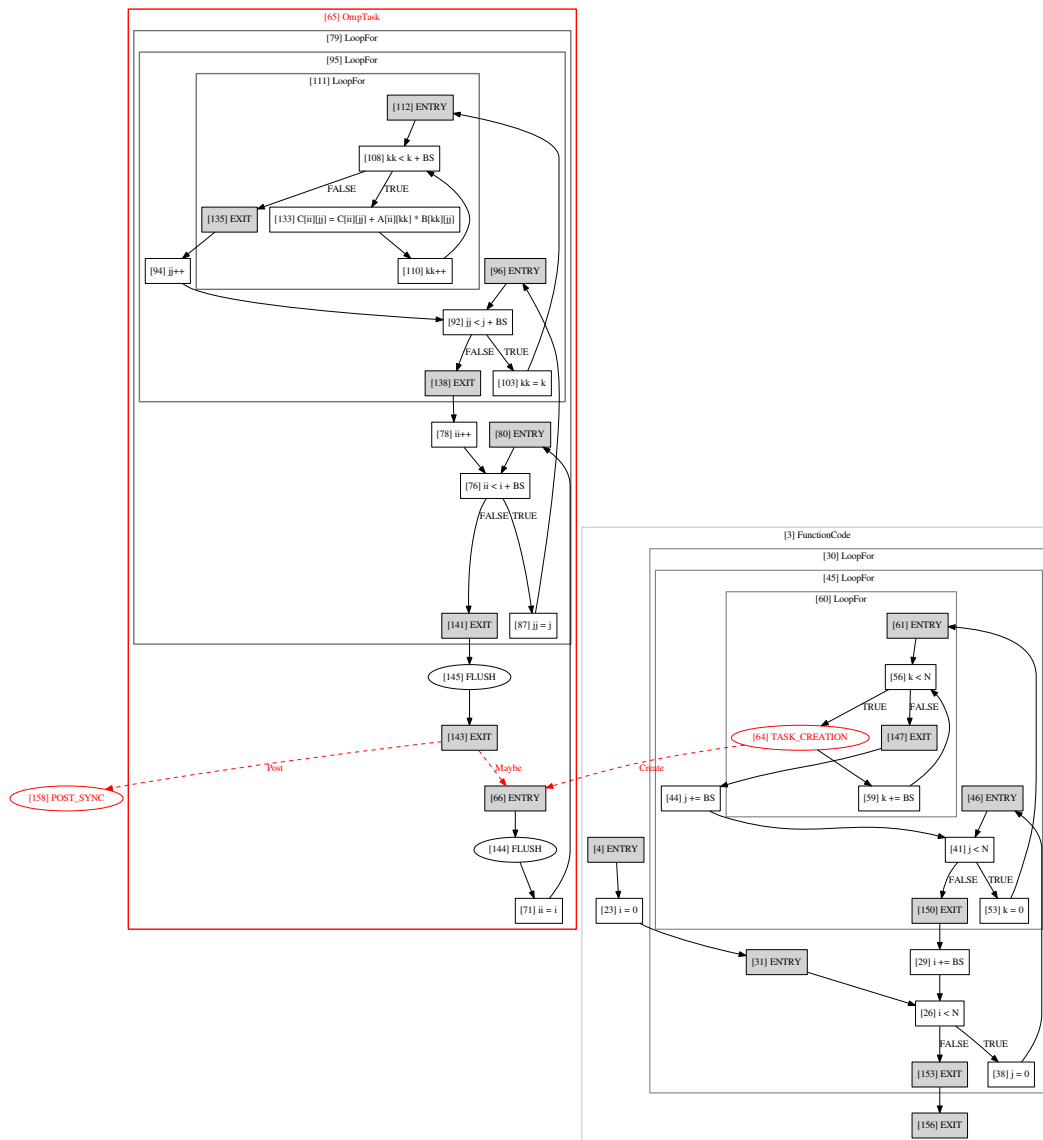 [65] OmpTask
[79] LoopFor
[95] LoopFor
[111] LoopFor
[112] ENTRY
[108] kk < k + BS
FALSE
TRUE
[135] EXIT
[133] C[ii][jj] = C[ii][jj] + A[ii][kk] * B[kk][jj]
[94] jj++
[110] kk++
[96] ENTRY
[92] jj < j + BS
FALSE
TRUE
[138] EXIT
[103] kk = k
[78] ii++
[80] ENTRY
[76] ii < i + BS
FALSE
TRUE
[141] EXIT
[87] jj = j
[145] FLUSH
[143] EXIT
Post
Maybe
Create
[158] POST_SYNC
[66] ENTRY
[144] FLUSH
[71] ii = i
[3] FunctionCode
[30] LoopFor
[45] LoopFor
[60] LoopFor
[61] ENTRY
[56] k < N
TRUE
FALSE
[64] TASK_CREATION
[147] EXIT
[44] j += BS
[59] k += BS
[46] ENTRY
[4] ENTRY
[41] j < N
FALSE
TRUE
[23] i = 0
[150] EXIT
[53] k = 0
[31] ENTRY
[29] i += BS
[26] i < N
FALSE
TRUE
[153] EXIT
[38] j = 0
[156] EXIT